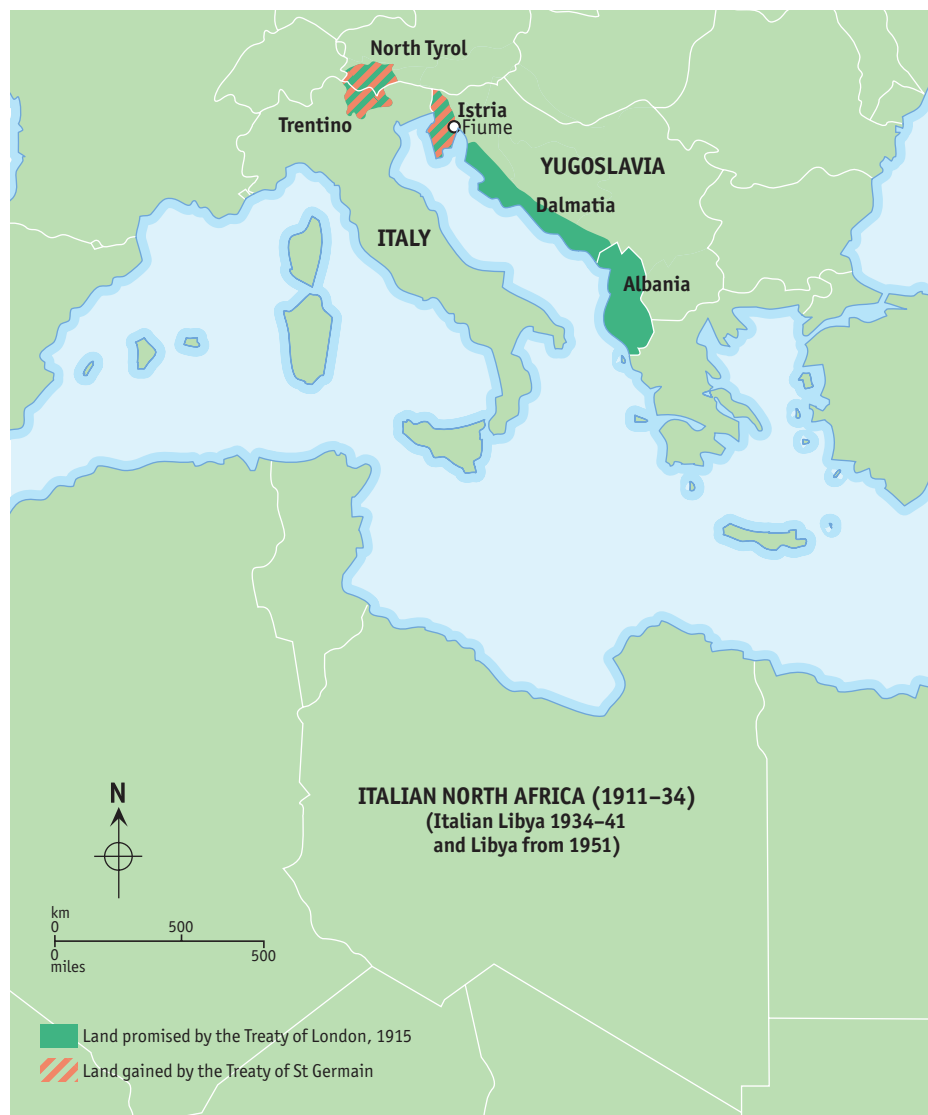 North Tyrol
Trentino
Istria
Fiume
YUGOSLAVIA
Dalmatia
ITALY
Albania
ITALIAN NORTH AFRICA (1911–34)
(Italian Libya 1934–41
and Libya from 1951)
N
km
0 500
0 500
miles
Land promised by the Treaty of London, 1915
Land gained by the Treaty of St Germain